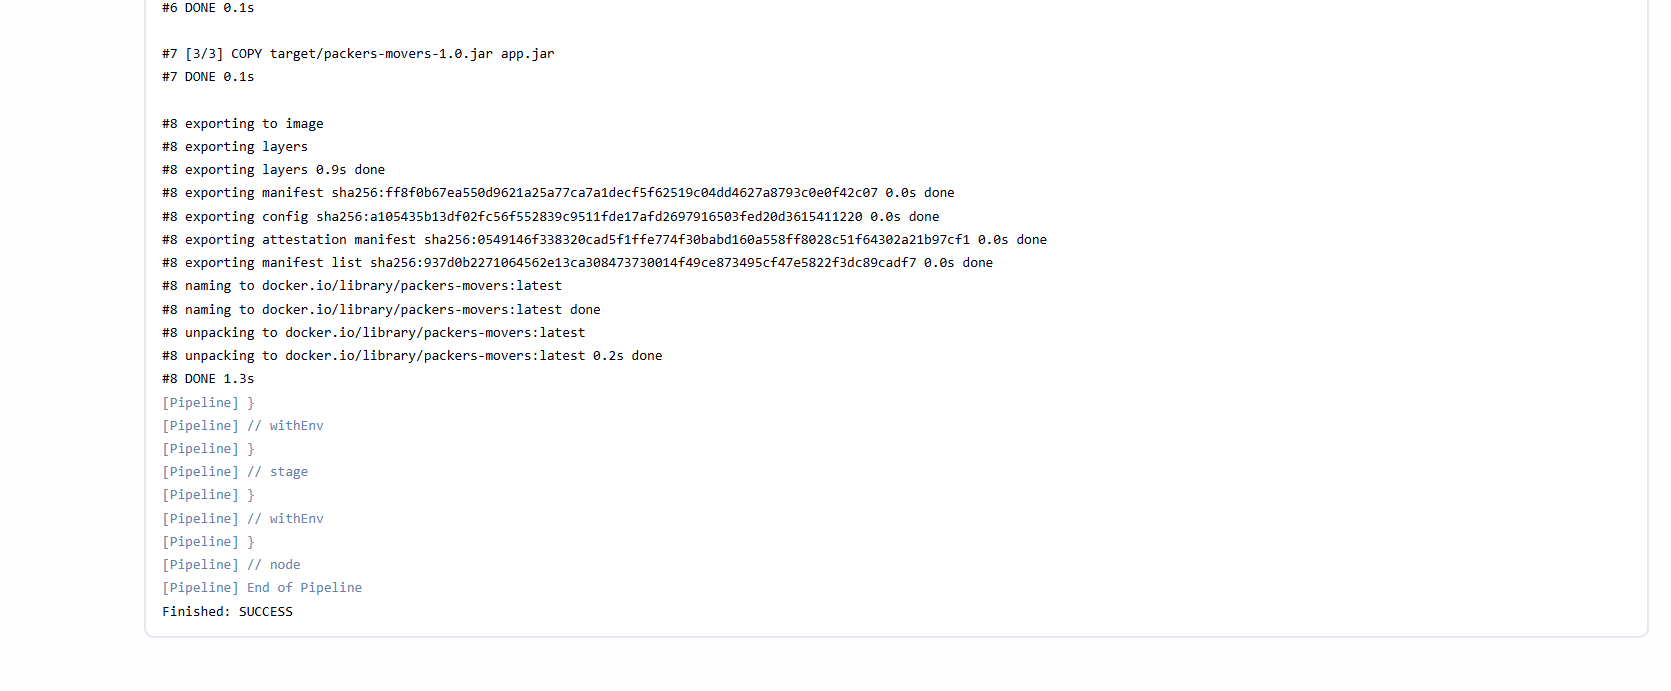 #6 DONE 0.1s
#7 [3/3] COPY target/packers-movers-1.0.jar app.jar
#7 DONE 0.1s
#8 exporting to image
#8 exporting layers
#8 exporting layers 0.9s done
#8 exporting manifest sha256:ff8f0b67ea550d9621a25a77ca7a1decf5f62519c04dd4627a8793c0e0f42c07 0.0s done
#8 exporting config sha256:a105435b13df02fc56f552839c9511fde17afd2697916503fed20d3615411220 0.0s done
#8 exporting attestation manifest sha256:0549146f338320cad5f1ffe774f30babd160a558ff8028c51f64302a21b97cf1 0.0s done
#8 exporting manifest list sha256:937d0b2271064562e13ca308473730014f49ce873495cf47e5822f3dc89cadf7 0.0s done
#8 naming to docker.io/library/packers-movers:latest
#8 naming to docker.io/library/packers-movers:latest done
#8 unpacking to docker.io/library/packers-movers:latest
#8 unpacking to docker.io/library/packers-movers:latest 0.2s done
#8 DONE 1.3s
[Pipeline] }
[Pipeline] // withEnv
[Pipeline] }
[Pipeline] // stage
[Pipeline] }
[Pipeline] // withEnv
[Pipeline] }
[Pipeline] // node
[Pipeline] End of Pipeline
Finished: SUCCESS